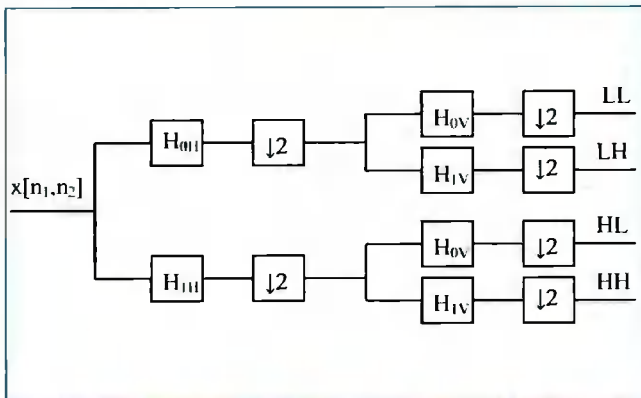 LL
H₀V ↓2
H₀H ↓2
LH
H₁V ↓2
x[n₁,n₂]
HL
H₀V ↓2
H₁H ↓2
HH
H₁V ↓2